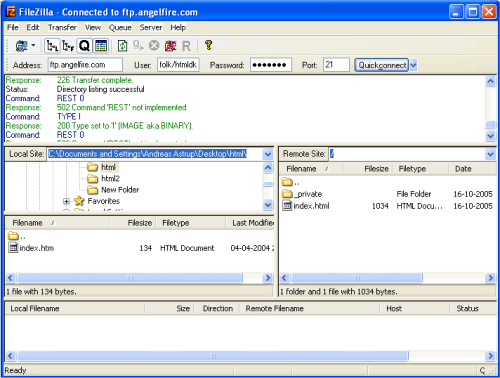 FileZilla - Connected to ftp.angelfire.com
File Edit Transfer View Queue Server Help
Address: ftp.angelfire.com User: folk/htmldk Password: ●●●●●●● Port: 21 Quickconnect
Response: 226 Transfer complete.
Status: Directory listing successful
Command: REST 0
Response: 502 Command 'REST' not implemented
Command: TYPE I
Response: 200 Type set to 'I' (IMAGE aka BINARY).
Command: REST 0
Local Site: C:\Documents and Settings\Andreas Astrup\Desktop\html\
html
html2
New Folder
Favorites
Filename / Filesize Filetype Last Modified
..
index.htm 134 HTML Document 04-04-2004 2
1 file with 134 bytes.
Remote Site: /
Filename / Filesize Filetype Date
..
_private File Folder 16-10-2005
index.html 1034 HTML Docu... 16-10-2005
1 folder and 1 file with 1034 bytes.
Local Filename Size Direction Remote Filename Host Status
Ready Q